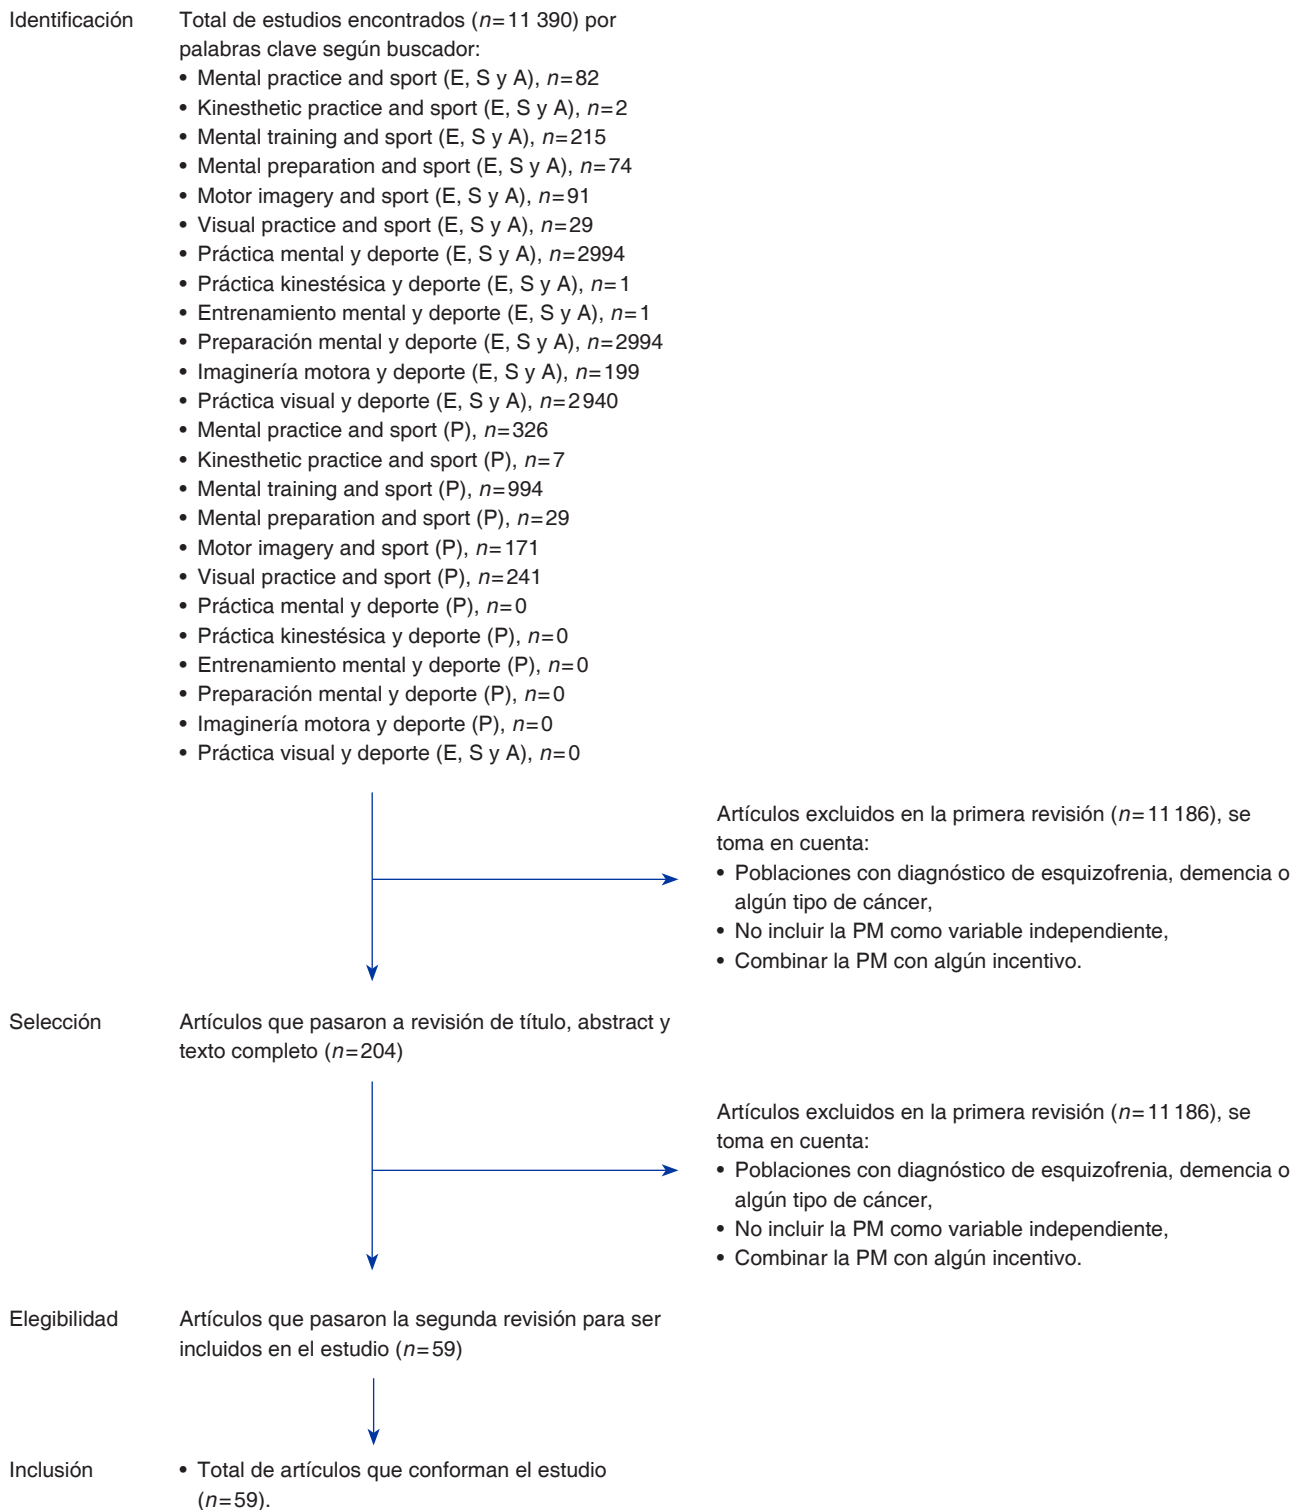 Identificación
Total de estudios encontrados (n=11 390) por
palabras clave según buscador:
• Mental practice and sport (E, S y A), n=82
• Kinesthetic practice and sport (E, S y A), n=2
• Mental training and sport (E, S y A), n=215
• Mental preparation and sport (E, S y A), n=74
• Motor imagery and sport (E, S y A), n=91
• Visual practice and sport (E, S y A), n=29
• Práctica mental y deporte (E, S y A), n=2994
• Práctica kinestésica y deporte (E, S y A), n=1
• Entrenamiento mental y deporte (E, S y A), n=1
• Preparación mental y deporte (E, S y A), n=2994
• Imaginería motora y deporte (E, S y A), n=199
• Práctica visual y deporte (E, S y A), n=2940
• Mental practice and sport (P), n=326
• Kinesthetic practice and sport (P), n=7
• Mental training and sport (P), n=994
• Mental preparation and sport (P), n=29
• Motor imagery and sport (P), n=171
• Visual practice and sport (P), n=241
• Práctica mental y deporte (P), n=0
• Práctica kinestésica y deporte (P), n=0
• Entrenamiento mental y deporte (P), n=0
• Preparación mental y deporte (P), n=0
• Imaginería motora y deporte (P), n=0
• Práctica visual y deporte (E, S y A), n=0
Artículos excluidos en la primera revisión (n=11 186), se
toma en cuenta:
• Poblaciones con diagnóstico de esquizofrenia, demencia o
algún tipo de cáncer,
• No incluir la PM como variable independiente,
• Combinar la PM con algún incentivo.
Selección
Artículos que pasaron a revisión de título, abstract y
texto completo (n=204)
Artículos excluidos en la primera revisión (n=11 186), se
toma en cuenta:
• Poblaciones con diagnóstico de esquizofrenia, demencia o
algún tipo de cáncer,
• No incluir la PM como variable independiente,
• Combinar la PM con algún incentivo.
Elegibilidad
Artículos que pasaron la segunda revisión para ser
incluidos en el estudio (n=59)
Inclusión
• Total de artículos que conforman el estudio
(n=59).